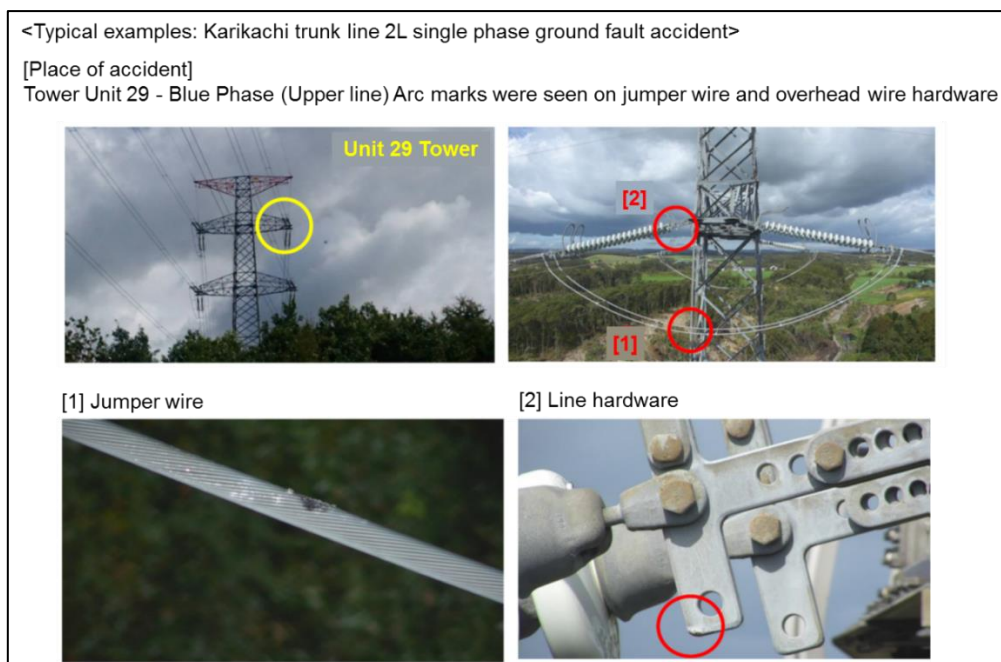 <Typical examples: Karikachi trunk line 2L single phase ground fault accident>
[Place of accident]
Tower Unit 29 - Blue Phase (Upper line) Arc marks were seen on jumper wire and overhead wire hardware
Unit 29 Tower
[2]
[1]
[1] Jumper wire
[2] Line hardware